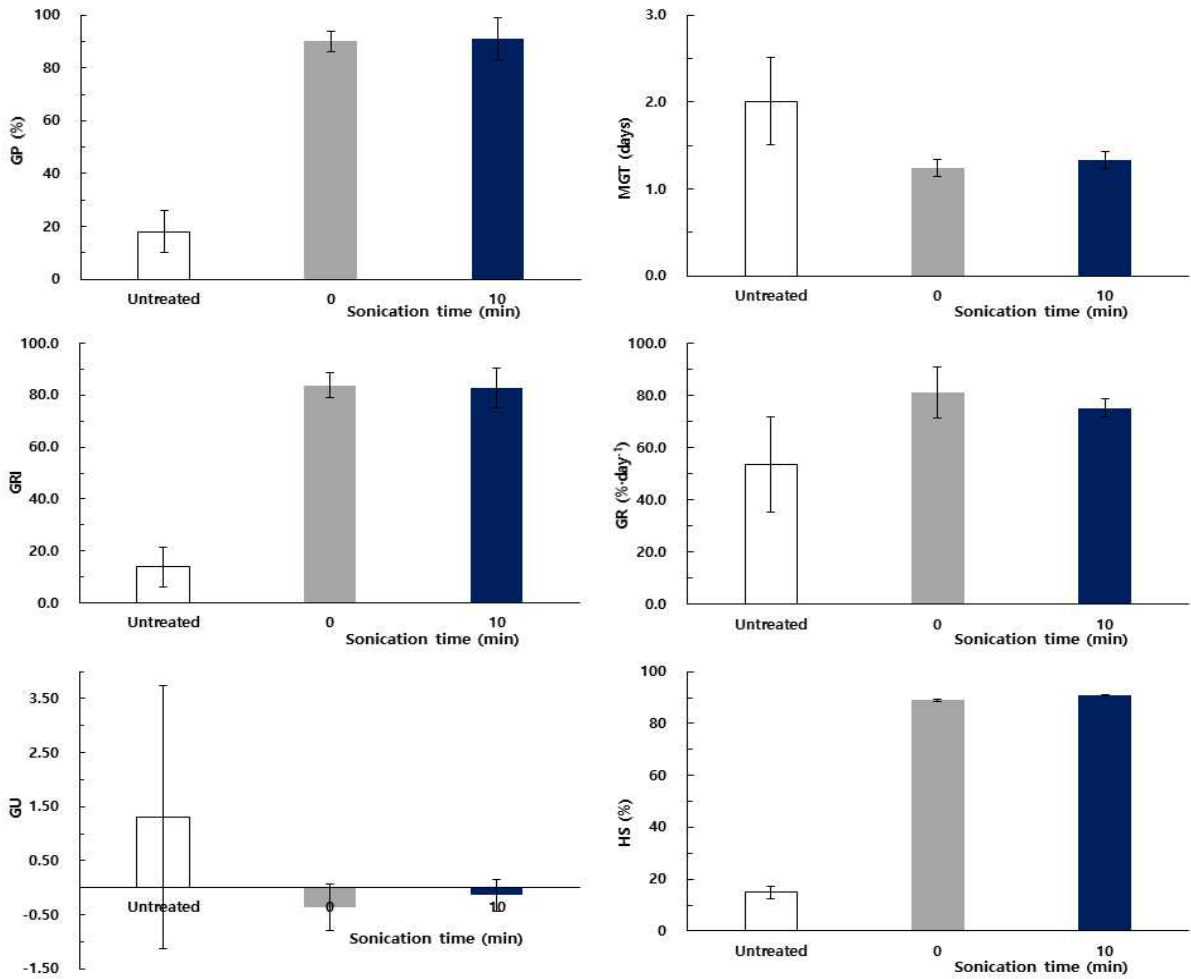 GP (%)
100
80
60
40
20
0
Untreated
0
10
Sonication time (min)
MGT (days)
3.0
2.0
1.0
0.0
Untreated
0
10
Sonication time (min)
GRI
100.0
80.0
60.0
40.0
20.0
0.0
Untreated
0
10
Sonication time (min)
GR (%·day⁻¹)
100.0
80.0
60.0
40.0
20.0
0.0
Untreated
0
10
Sonication time (min)
GU
3.50
2.50
1.50
0.50
-0.50
-1.50
Untreated
0
10
Sonication time (min)
HS (%)
100
80
60
40
20
0
Untreated
0
10
Sonication time (min)